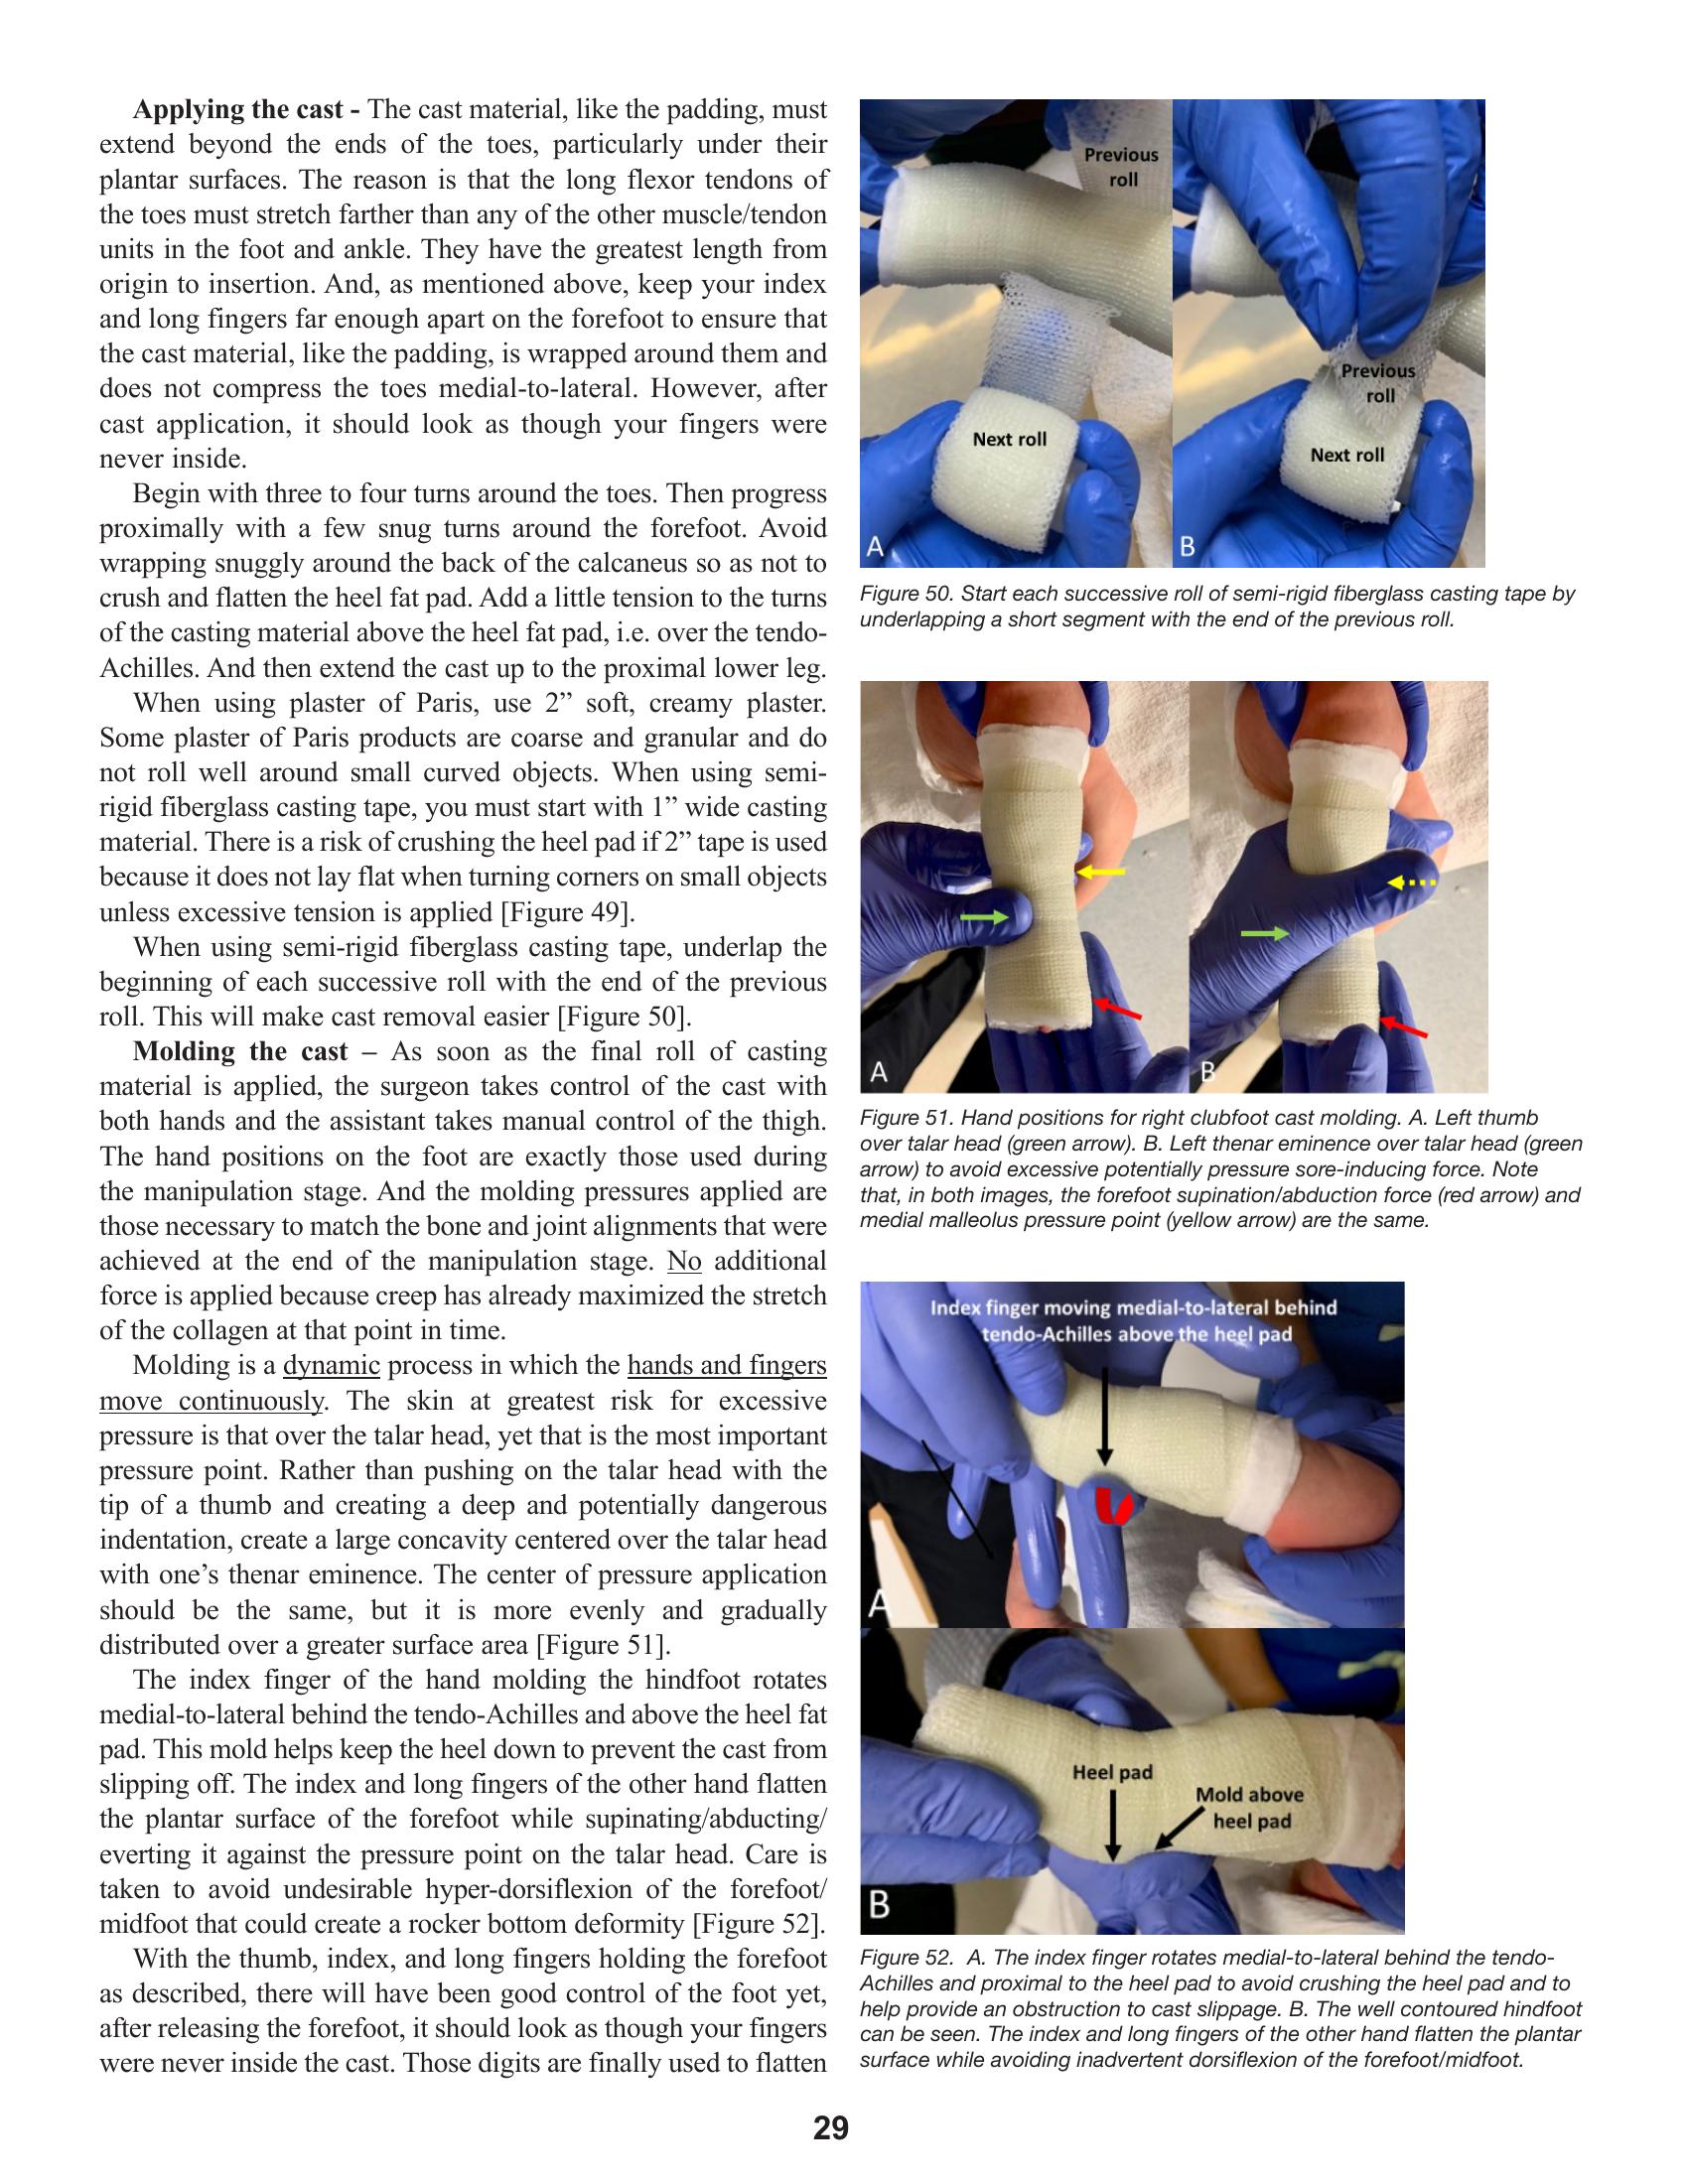 Applying the cast - The cast material, like the padding, must
extend beyond the ends of the toes, particularly under their
plantar surfaces. The reason is that the long flexor tendons of
the toes must stretch farther than any of the other muscle/tendon
units in the foot and ankle. They have the greatest length from
origin to insertion. And, as mentioned above, keep your index
and long fingers far enough apart on the forefoot to ensure that
the cast material, like the padding, is wrapped around them and
does not compress the toes medial-to-lateral. However, after
cast application, it should look as though your fingers were
never inside.
Begin with three to four turns around the toes. Then progress
proximally with a few snug turns around the forefoot. Avoid
wrapping snuggly around the back of the calcaneus so as not to
crush and flatten the heel fat pad. Add a little tension to the turns
of the casting material above the heel fat pad, i.e. over the tendo-
Achilles. And then extend the cast up to the proximal lower leg.
When using plaster of Paris, use 2” soft, creamy plaster.
Some plaster of Paris products are coarse and granular and do
not roll well around small curved objects. When using semi-
rigid fiberglass casting tape, you must start with 1” wide casting
material. There is a risk of crushing the heel pad if 2” tape is used
because it does not lay flat when turning corners on small objects
unless excessive tension is applied [Figure 49].
When using semi-rigid fiberglass casting tape, underlap the
beginning of each successive roll with the end of the previous
roll. This will make cast removal easier [Figure 50].
Molding the cast – As soon as the final roll of casting
material is applied, the surgeon takes control of the cast with
both hands and the assistant takes manual control of the thigh.
The hand positions on the foot are exactly those used during
the manipulation stage. And the molding pressures applied are
those necessary to match the bone and joint alignments that were
achieved at the end of the manipulation stage. No additional
force is applied because creep has already maximized the stretch
of the collagen at that point in time.
Molding is a dynamic process in which the hands and fingers
move continuously. The skin at greatest risk for excessive
pressure is that over the talar head, yet that is the most important
pressure point. Rather than pushing on the talar head with the
tip of a thumb and creating a deep and potentially dangerous
indentation, create a large concavity centered over the talar head
with one’s thenar eminence. The center of pressure application
should be the same, but it is more evenly and gradually
distributed over a greater surface area [Figure 51].
The index finger of the hand molding the hindfoot rotates
medial-to-lateral behind the tendo-Achilles and above the heel fat
pad. This mold helps keep the heel down to prevent the cast from
slipping off. The index and long fingers of the other hand flatten
the plantar surface of the forefoot while supinating/abducting/
everting it against the pressure point on the talar head. Care is
taken to avoid undesirable hyper-dorsiflexion of the forefoot/
midfoot that could create a rocker bottom deformity [Figure 52].
With the thumb, index, and long fingers holding the forefoot
as described, there will have been good control of the foot yet,
after releasing the forefoot, it should look as though your fingers
were never inside the cast. Those digits are finally used to flatten
Previous
roll
Next roll
A
Previous
roll
Next roll
B
Figure 50. Start each successive roll of semi-rigid fiberglass casting tape by
underlapping a short segment with the end of the previous roll.
A
B
Figure 51. Hand positions for right clubfoot cast molding. A. Left thumb
over talar head (green arrow). B. Left thenar eminence over talar head (green
arrow) to avoid excessive potentially pressure sore-inducing force. Note
that, in both images, the forefoot supination/abduction force (red arrow) and
medial malleolus pressure point (yellow arrow) are the same.
Index finger moving medial-to-lateral behind
tendo-Achilles above the heel pad
A
Heel pad
Mold above
heel pad
B
Figure 52. A. The index finger rotates medial-to-lateral behind the tendo-
Achilles and proximal to the heel pad to avoid crushing the heel pad and to
help provide an obstruction to cast slippage. B. The well contoured hindfoot
can be seen. The index and long fingers of the other hand flatten the plantar
surface while avoiding inadvertent dorsiflexion of the forefoot/midfoot.
29